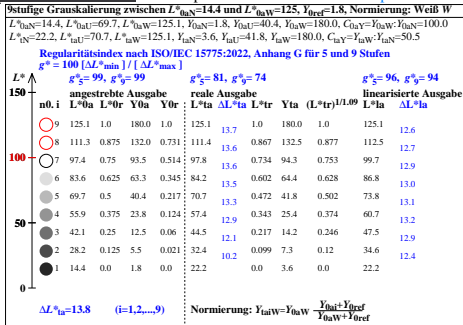 9stufige Grauskalierung zwischen L*0aN=14.4 und L*0aW=125, Y0ref=1.8, Normierung: Weiß W
L*0aN=14.4, L*0aU=69.7, L*0aW=125.1, Y0aN=1.8, Y0aU=40.4, Y0aW=180.0, C0aY=Y0aW:Y0aN=100.0
L*taN=22.2, L*taU=70.7, L*taW=125.1, YtaN=3.6, YtaU=41.8, YtaW=180.0, CtaY=YtaW:YtaN=50.5
Regularitätsindex nach ISO/IEC 15775:2022, Anhang G für 5 und 9 Stufen
g* = 100 [ΔL*min ] / [ ΔL*max ]
L* g*5= 99, g*9= 99 g*5= 81, g*9= 74 g*5= 96, g*9= 94
150 angestrebte Ausgabe reale Ausgabe linearisierte Ausgabe
n0. i L*0a L*0r Y0a Y0r L*ta ΔL*ta L*tr Yta (L*tr)1/1.09 L*la ΔL*la
9 125.1 1.0 180.0 1.0 125.1 1.0 180.0 1.0 125.1
13.7 12.6
8 111.3 0.875 132.0 0.731 111.4 0.867 132.5 0.877 112.5
13.6 12.7
100 7 97.4 0.75 93.5 0.514 97.8 0.734 94.3 0.753 99.7
13.6 12.9
6 83.6 0.625 63.3 0.345 84.2 0.602 64.4 0.628 86.8
13.5 13.0
5 69.7 0.5 40.4 0.217 70.7 0.472 41.8 0.502 73.8
13.3 13.1
50 4 55.9 0.375 23.8 0.124 57.3 0.343 25.4 0.374 60.7
12.9 13.2
3 42.1 0.25 12.5 0.06 44.5 0.217 14.2 0.246 47.5
12.1 12.9
2 28.2 0.125 5.5 0.021 32.4 0.099 7.3 0.12 34.6
10.2 12.4
1 14.4 0.0 1.8 0.0 22.2 0.0 3.6 0.0 22.2
0 ΔL*ta=13.8 (i=1,2,...,9) Normierung: YtaiW=Y0aW Y0ai+Y0ref
Y0aW+Y0ref